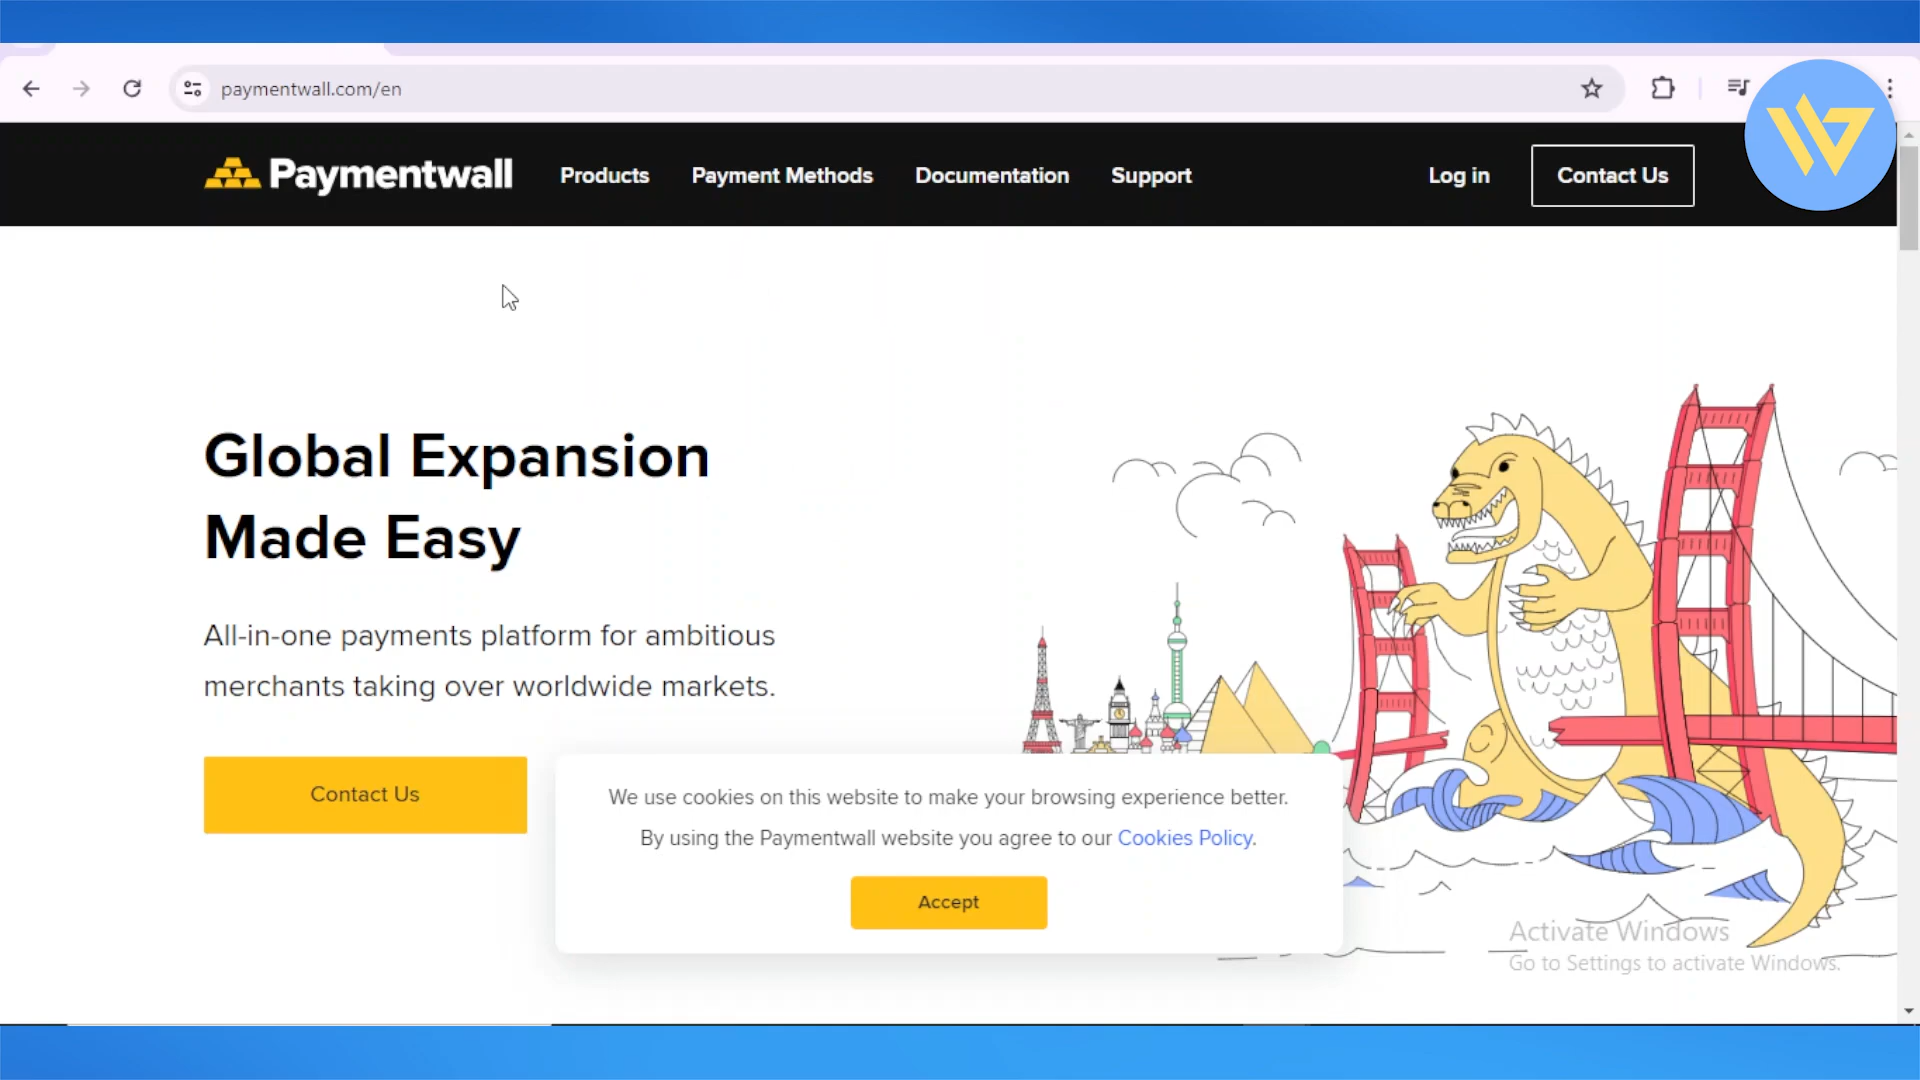 paymentwall.com/en
Paymentwall Products Payment Methods Documentation Support Log in Contact Us
Global Expansion
Made Easy
All-in-one payments platform for ambitious
merchants taking over worldwide markets.
Contact Us
We use cookies on this website to make your browsing experience better.
By using the Paymentwall website you agree to our Cookies Policy.
Accept
Activate Windows
Go to Settings to activate Windows.